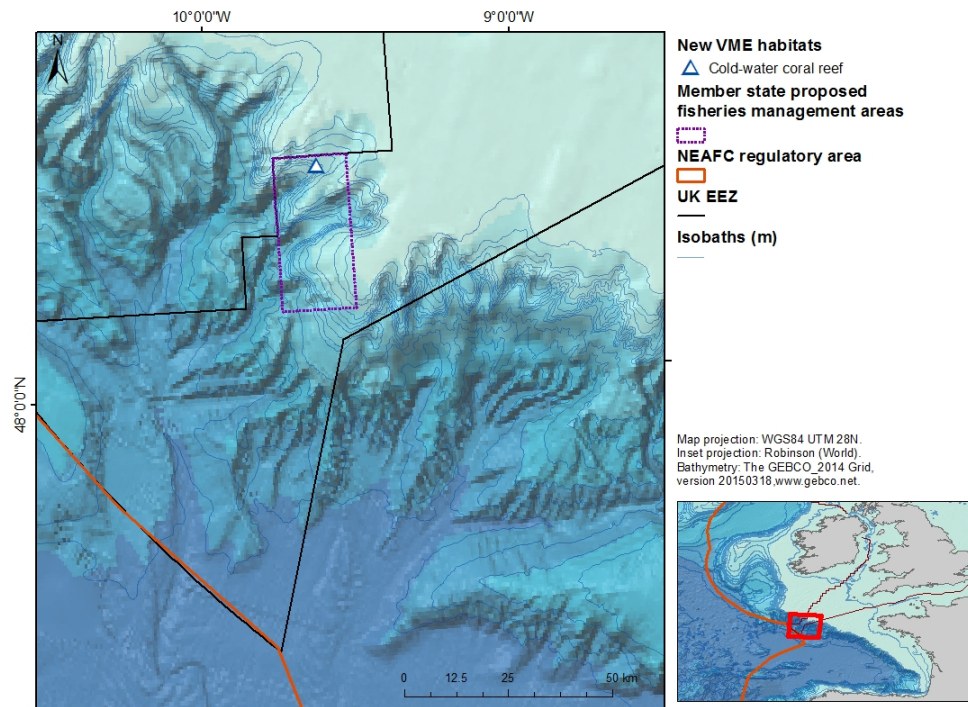 10°0'0"W
9°0'0"W
N
48°0'0"N
0
12.5
25
50 km
New VME habitats
Cold-water coral reef
Member state proposed
fisheries management areas
NEAFC regulatory area
UK EEZ
Isobaths (m)
Map projection: WGS84 UTM 28N.
Inset projection: Robinson (World).
Bathymetry: The GEBCO_2014 Grid,
version 20150318,www.gebco.net.